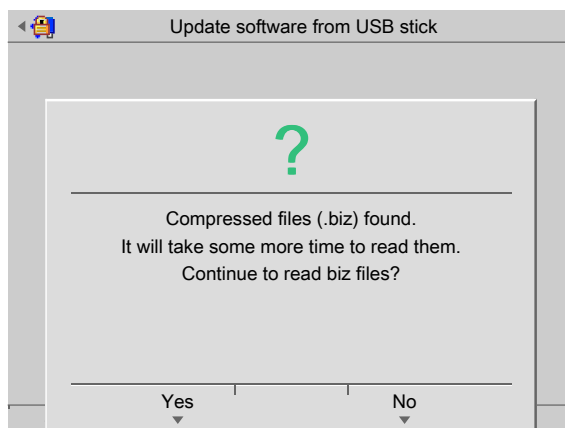 Update software from USB stick
?
Compressed files (.biz) found.
It will take some more time to read them.
Continue to read biz files?
Yes No